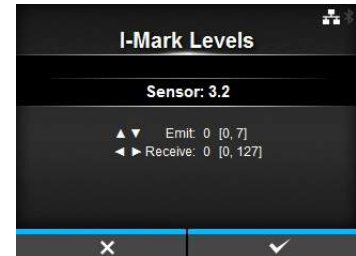 I-Mark Levels
Sensor: 3.2
▲ ▼ Emit: 0 [0, 7]
◄ ► Receive: 0 [0, 127]